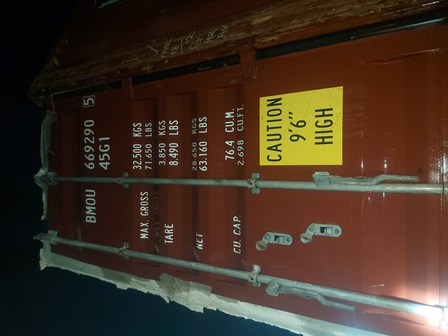 BMOU 669290 5
45G1
MAX. GROSS 32.500 KGS
71.650 LBS
TARE 3.850 KGS
8.490 LBS
NET 28.650 KGS
63.160 LBS
CU. CAP. 76.4 CU.M.
2.698 CU.FT.
CAUTION
9'6"
HIGH